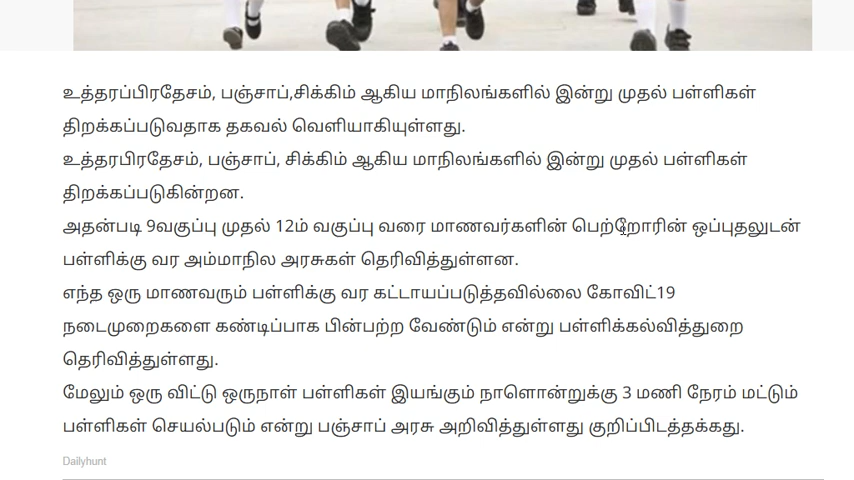 உத்தரப்பிரதேசம், பஞ்சாப்,சிக்கிம் ஆகிய மாநிலங்களில் இன்று முதல் பள்ளிகள்
திறக்கப்படுவதாக தகவல் வெளியாகியுள்ளது.
உத்தரபிரதேசம், பஞ்சாப், சிக்கிம் ஆகிய மாநிலங்களில் இன்று முதல் பள்ளிகள்
திறக்கப்படுகின்றன.
அதன்படி 9வகுப்பு முதல் 12ம் வகுப்பு வரை மாணவர்களின் பெற்றோரின் ஒப்புதலுடன்
பள்ளிக்கு வர அம்மாநில அரசுகள் தெரிவித்துள்ளன.
எந்த ஒரு மாணவரும் பள்ளிக்கு வர கட்டாயப்படுத்தவில்லை கோவிட்19
நடைமுறைகளை கண்டிப்பாக பின்பற்ற வேண்டும் என்று பள்ளிக்கல்வித்துறை
தெரிவித்துள்ளது.
மேலும் ஒரு விட்டு ஒருநாள் பள்ளிகள் இயங்கும் நாளொன்றுக்கு 3 மணி நேரம் மட்டும்
பள்ளிகள் செயல்படும் என்று பஞ்சாப் அரசு அறிவித்துள்ளது குறிப்பிடத்தக்கது.
Dailyhunt